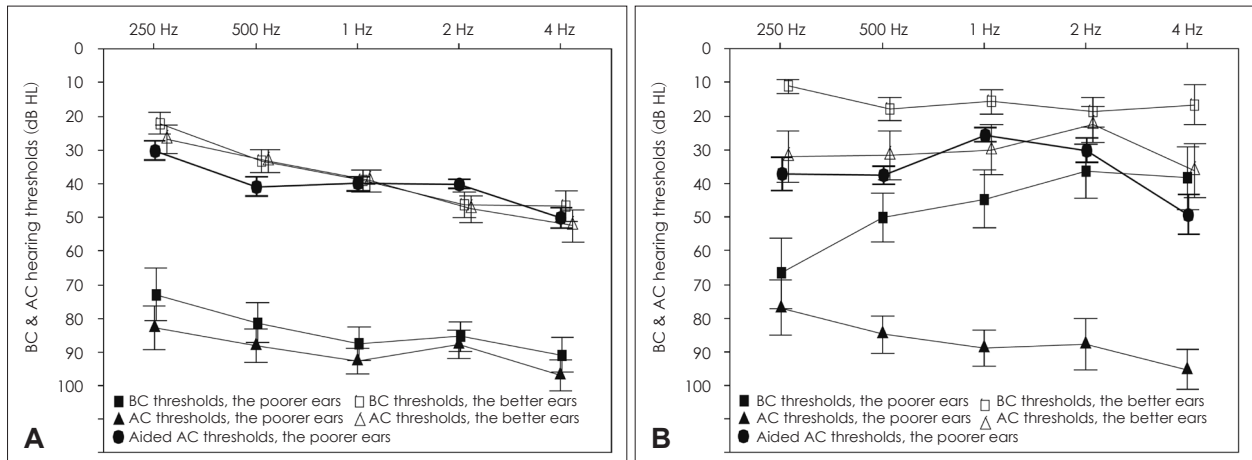 250 Hz 500 Hz 1 Hz 2 Hz 4 Hz
BC & AC hearing thresholds (dB HL)
0
10
20
30
40
50
60
70
80
90
100
BC thresholds, the poorer ears BC thresholds, the better ears
AC thresholds, the poorer ears AC thresholds, the better ears
Aided AC thresholds, the poorer ears
A
250 Hz 500 Hz 1 Hz 2 Hz 4 Hz
BC & AC hearing thresholds (dB HL)
0
10
20
30
40
50
60
70
80
90
100
BC thresholds, the poorer ears BC thresholds, the better ears
AC thresholds, the poorer ears AC thresholds, the better ears
Aided AC thresholds, the poorer ears
B